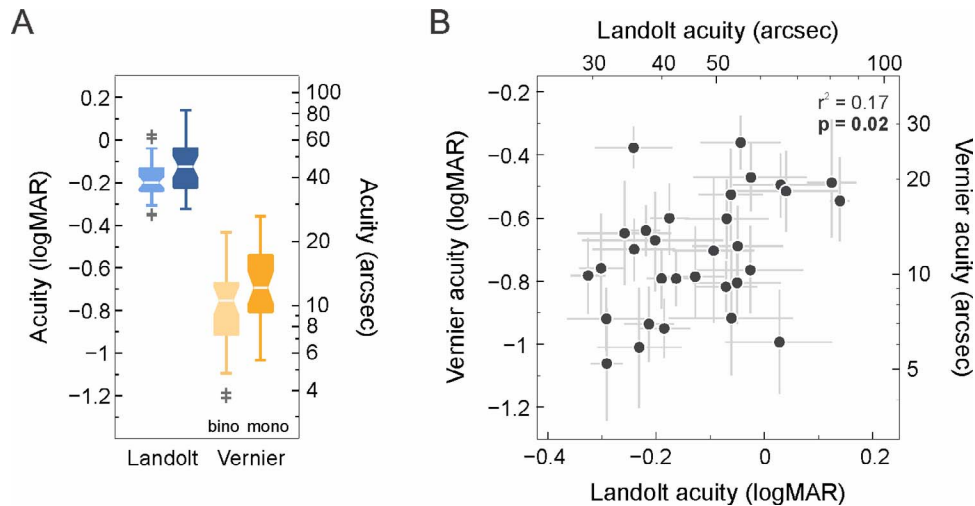 A
Acuity (logMAR)
0.2
0
−0.2
−0.4
−0.6
−0.8
−1
−1.2
100
80
60
40
20
10
8
6
4
Acuity (arcsec)
bino mono
Landolt Vernier
B
Landolt acuity (arcsec)
30 40 50 100
Vernier acuity (logMAR)
−0.2
−0.4
−0.6
−0.8
−1
−1.2
r² = 0.17
p = 0.02
30
20
10
5
Vernier acuity (arcsec)
−0.4 −0.2 0 0.2
Landolt acuity (logMAR)